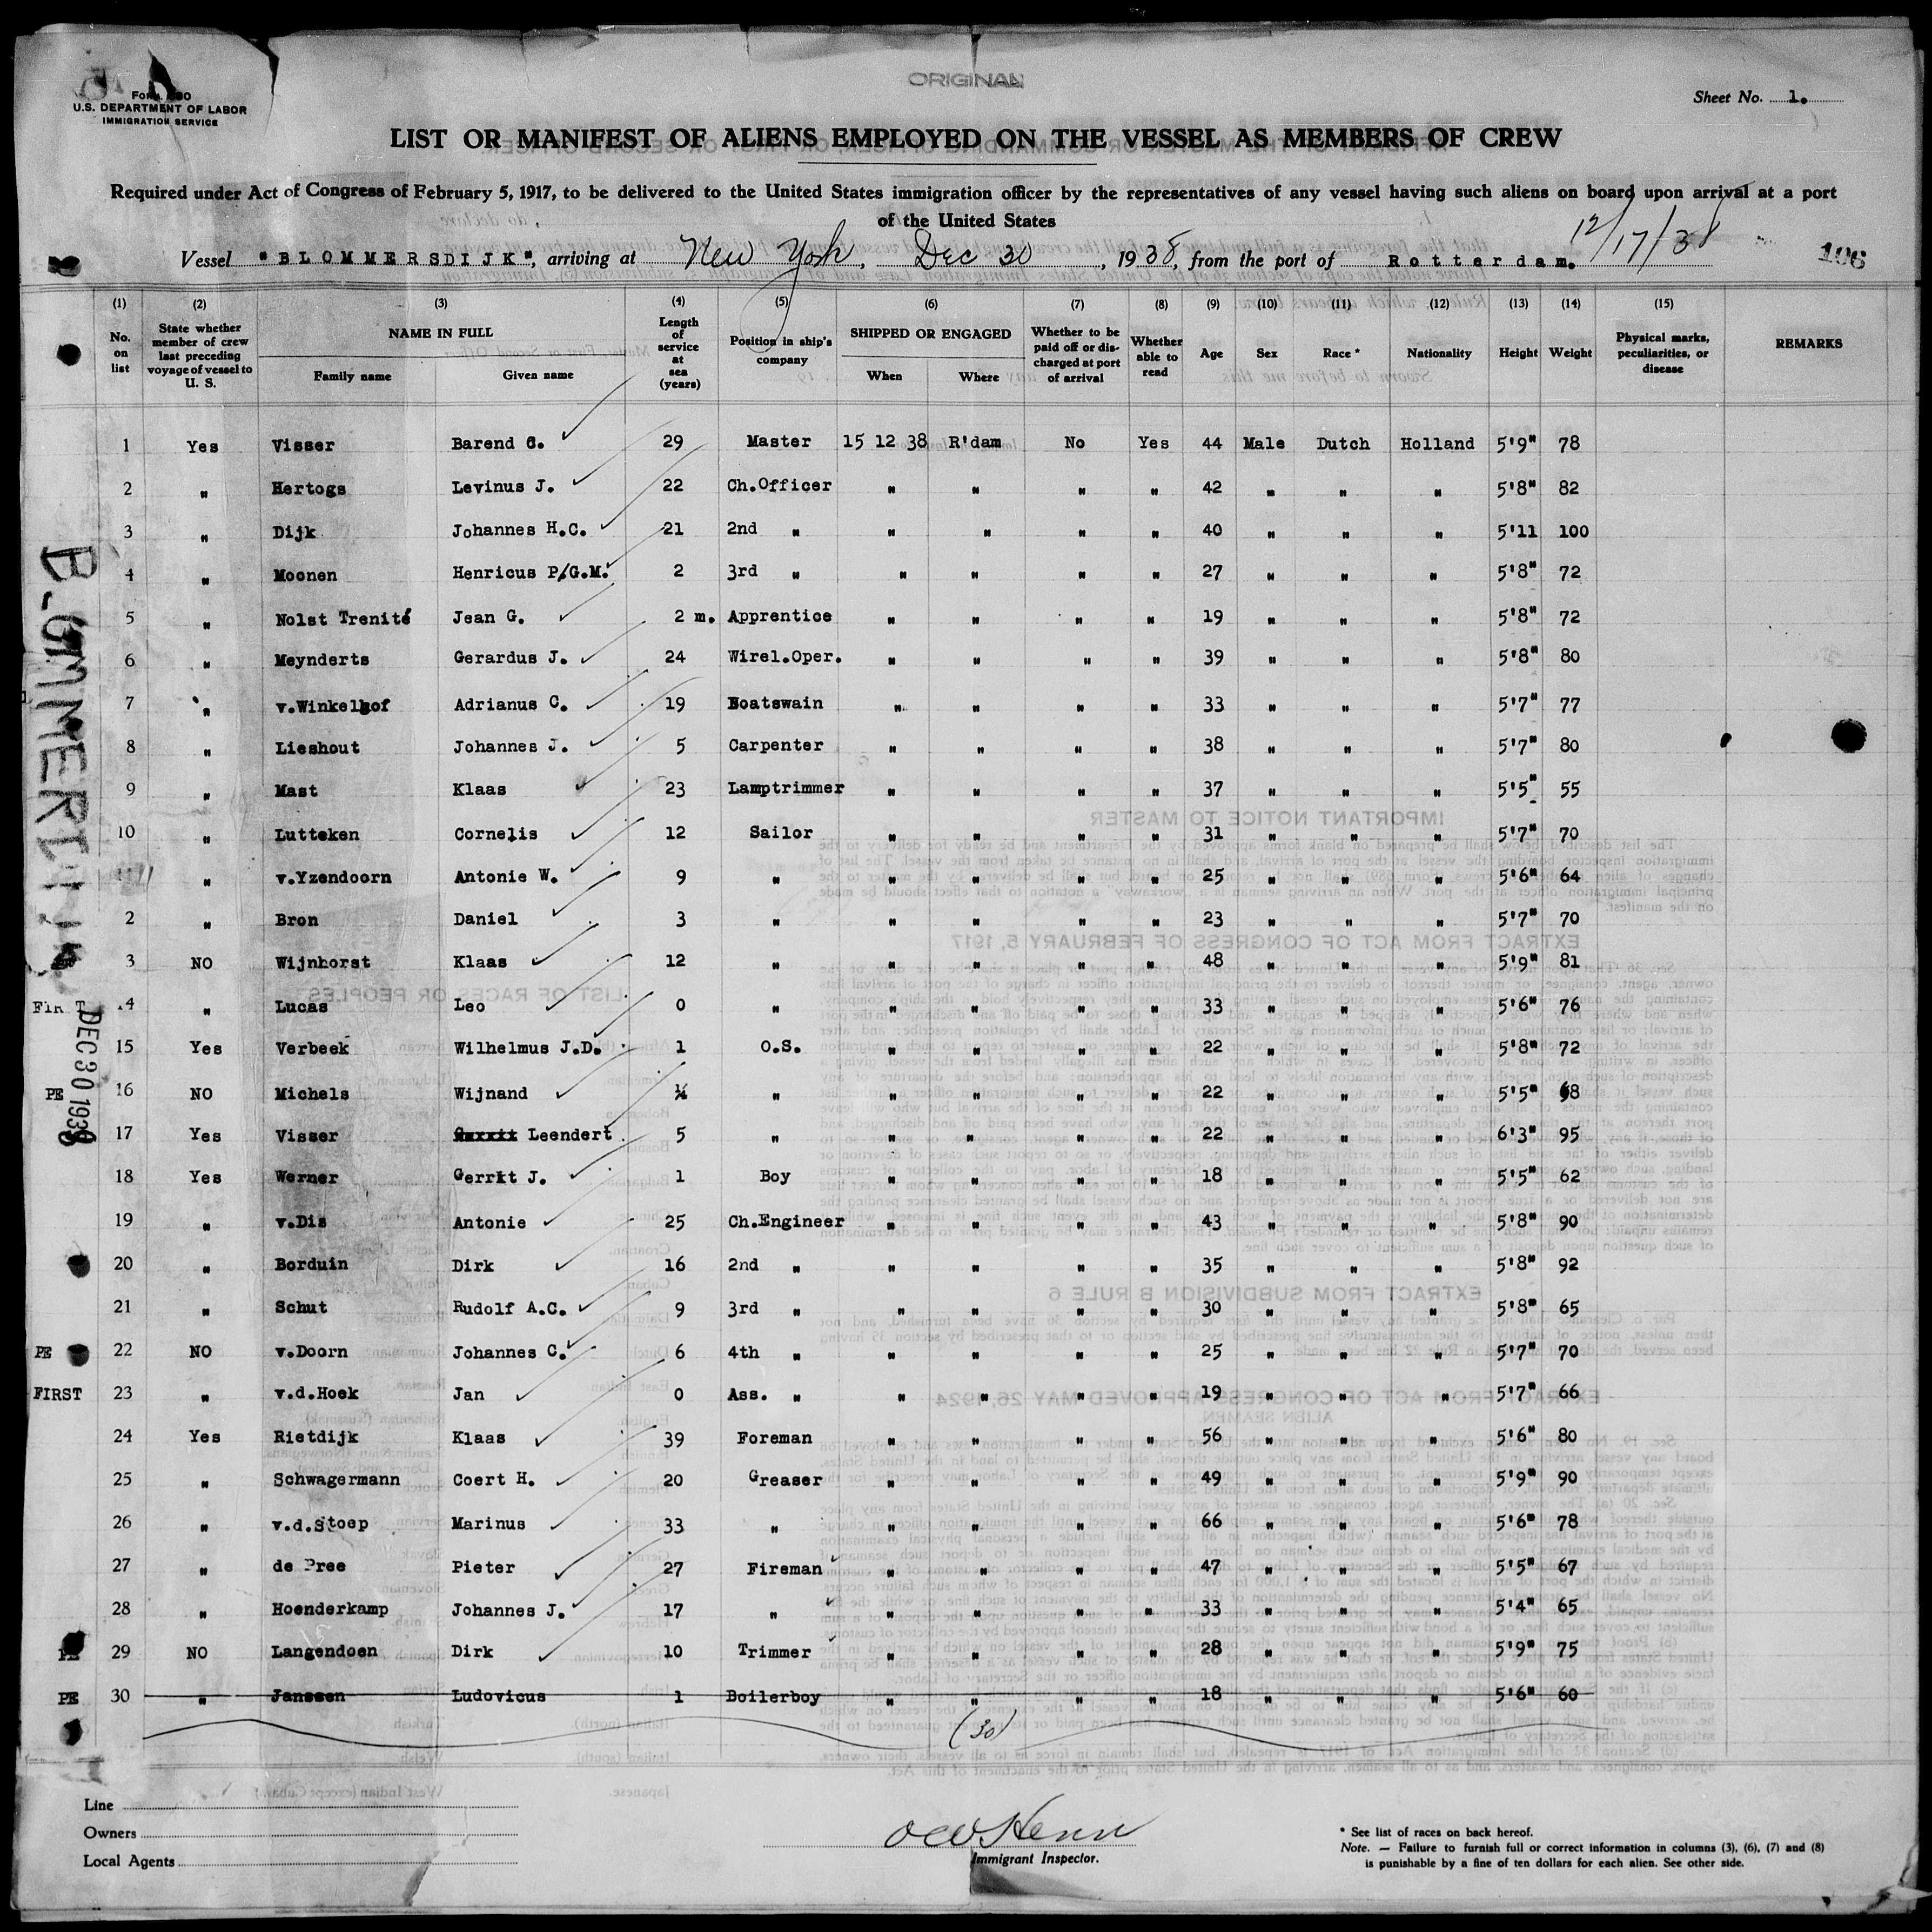 ORIGINAL
Sheet No. 1.
U.S. DEPARTMENT OF LABOR
IMMIGRATION SERVICE
LIST OR MANIFEST OF ALIENS EMPLOYED ON THE VESSEL AS MEMBERS OF CREW
Required under Act of Congress of February 5, 1917, to be delivered to the United States immigration officer by the representatives of any vessel having such aliens on board upon arrival at a port
of the United States
12/17/38
Vessel "BLOMMERSDIJK", arriving at New York, Dec 30, 1938, from the port of Rotterdam.
106
(1) (2) (3) (4) (5) (6) (7) (8) (9) (10) (11) (12) (13) (14) (15)
No. on list State whether member of crew last preceding voyage of vessel to U. S. NAME IN FULL Family name Given name Length of service at sea (years) Position in ship's company SHIPPED OR ENGAGED When Where Whether to be paid off or discharged at port of arrival Whether able to read Age Sex Race * Nationality Height Weight Physical marks, peculiarities, or disease REMARKS
1 Yes Visser Barend C. 29 Master 15 12 38 R'dam No Yes 44 Male Dutch Holland 5'9" 78
2 " Hertogs Levinus J. 22 Ch.Officer " " " " 42 " " " 5'8" 82
3 " Dijk Johannes H.C. 21 2nd " " " " " 40 " " " 5'11 100
4 " Moonen Henricus P/G.M. 2 3rd " " " " " 27 " " " 5'8" 72
5 " Nolst Trenité Jean G. 2 m. Apprentice " " " " 19 " " " 5'8" 72
6 " Meynderts Gerardus J. 24 Wirel.Oper. " " " " 39 " " " 5'8" 80
7 " v.Winkelhof Adrianus C. 19 Boatswain " " " " 33 " " " 5'7" 77
8 " Lieshout Johannes J. 5 Carpenter " " " " 38 " " " 5'7" 80
9 " Mast Klaas 23 Lamptrimmer " " " " 37 " " " 5'5" 55
10 " Lutteken Cornelis 12 Sailor " " " " 31 " " " 5'7" 70
11 " v.Yzendoorn Antonie W. 9 " " " " " 25 " " " 5'6" 64
2 " Bron Daniel 3 " " " " " 23 " " " 5'7" 70
3 NO Wijnhorst Klaas 12 " " " " " 48 " " " 5'9" 81
FIR T 14 " Lucas Leo 0 " " " " " 33 " " " 5'6" 76
15 Yes Verbeek Wilhelmus J.D. 1 O.S. " " " " 22 " " " 5'8" 72
PE 16 NO Michels Wijnand ¼ " " " " " 22 " " " 5'5" 68
17 Yes Visser Leendert 5 " " " " " 22 " " " 6'3" 95
18 Yes Werner Gerrit J. 1 Boy " " " " 18 " " " 5'5" 62
19 " v.Dis Antonie 25 Ch.Engineer " " " " 43 " " " 5'8" 90
20 " Borduin Dirk 16 2nd " " " " " 35 " " " 5'8" 92
21 " Schut Rudolf A.C. 9 3rd " " " " " 30 " " " 5'8" 65
PE 22 NO v.Doorn Johannes C. 6 4th " " " " " 25 " " " 5'7" 70
FIRST 23 " v.d.Hoek Jan 0 Ass. " " " " " 19 " " " 5'7" 66
24 Yes Rietdijk Klaas 39 Foreman " " " " 56 " " " 5'6" 80
25 " Schwagermann Coert H. 20 Greaser " " " " 49 " " " 5'9" 90
26 " v.d.Stoep Marinus 33 " " " " " 66 " " " 5'6" 78
27 " de Pree Pieter 27 Fireman " " " " 47 " " " 5'5" 67
28 " Hoenderkamp Johannes J. 17 " " " " " 33 " " " 5'4" 65
PE 29 NO Langendoen Dirk 10 Trimmer " " " " 28 " " " 5'9" 75
PE 30 " Janssen Ludovicus 1 Boilerboy " " " " 18 " " " 5'6" 60
(30)
DEC 30 1938
Line
Owners
Local Agents
Immigrant Inspector.
* See list of races on back hereof.
Note. — Failure to furnish full or correct information in columns (3), (6), (7) and (8)
is punishable by a fine of ten dollars for each alien. See other side.